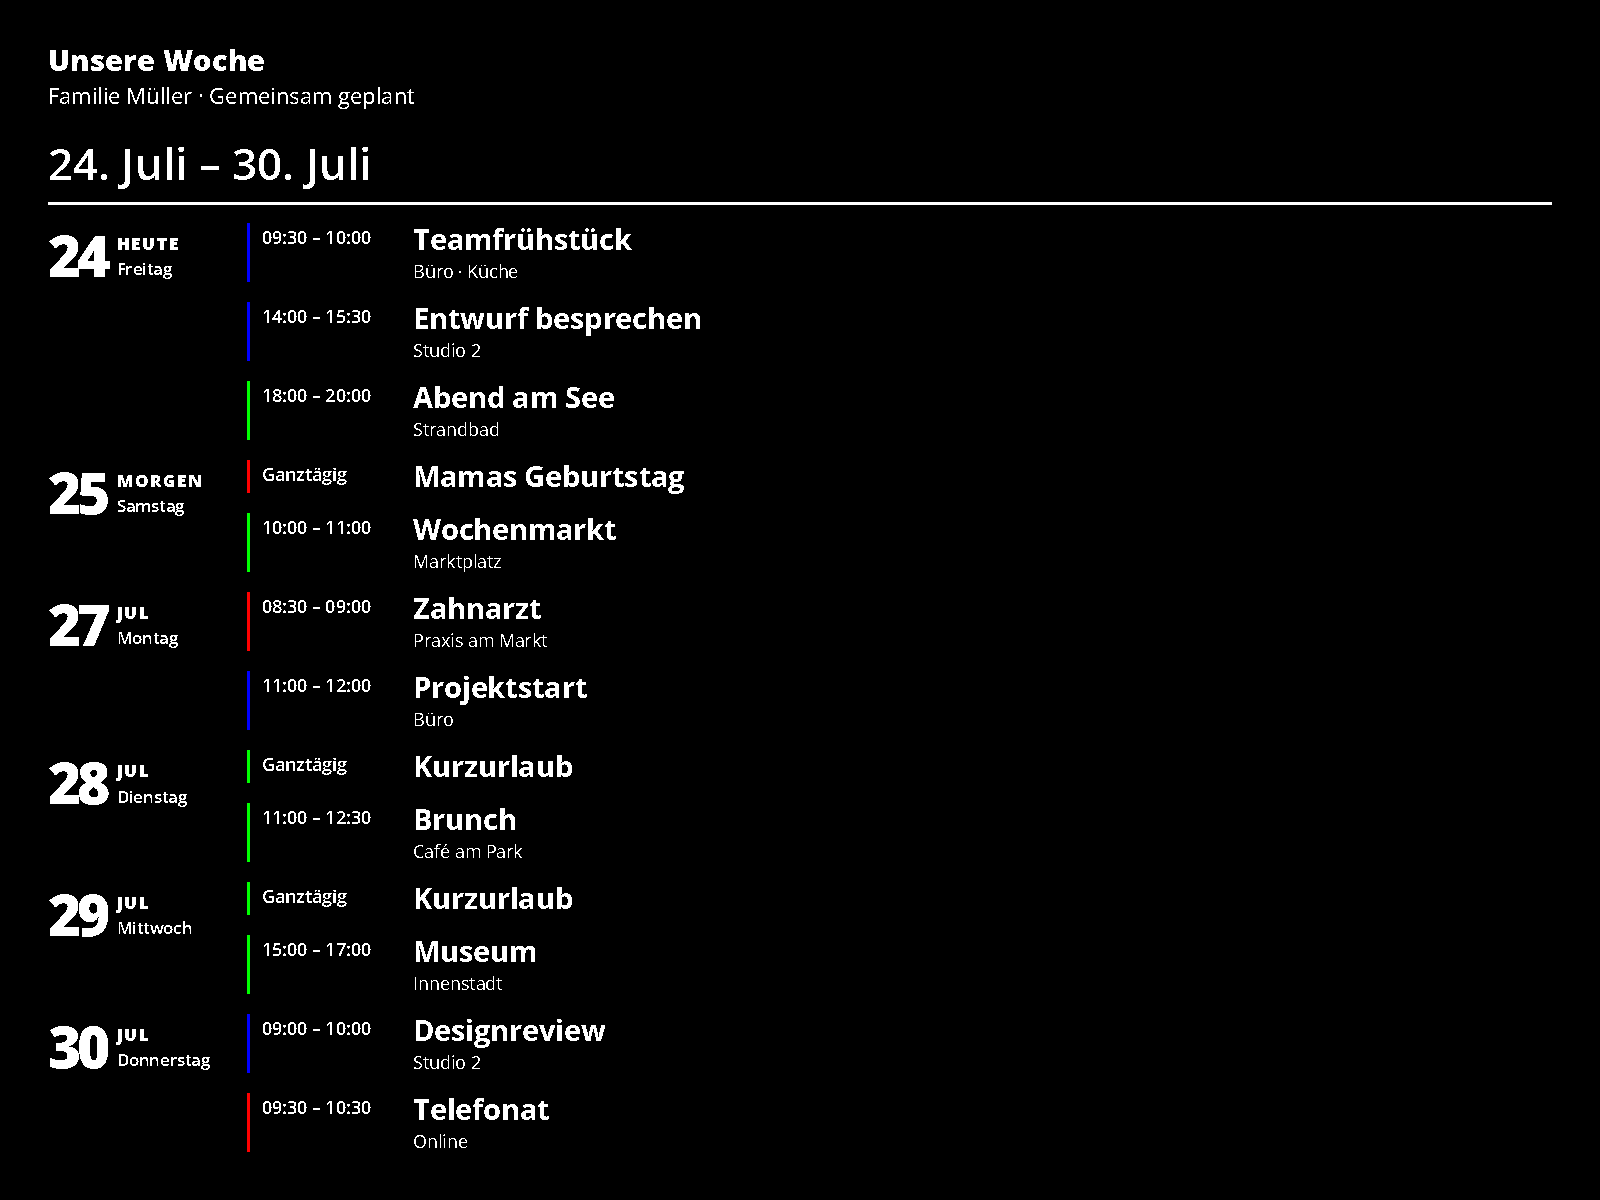 Unsere Woche
Familie Müller · Gemeinsam geplant
24. Juli – 30. Juli
24 HEUTE Freitag
09:30 – 10:00 Teamfrühstück
Büro · Küche
14:00 – 15:30 Entwurf besprechen
Studio 2
18:00 – 20:00 Abend am See
Strandbad
25 MORGEN Samstag
Ganztägig Mamas Geburtstag
10:00 – 11:00 Wochenmarkt
Marktplatz
27 JUL Montag
08:30 – 09:00 Zahnarzt
Praxis am Markt
11:00 – 12:00 Projektstart
Büro
28 JUL Dienstag
Ganztägig Kurzurlaub
11:00 – 12:30 Brunch
Café am Park
29 JUL Mittwoch
Ganztägig Kurzurlaub
15:00 – 17:00 Museum
Innenstadt
30 JUL Donnerstag
09:00 – 10:00 Designreview
Studio 2
09:30 – 10:30 Telefonat
Online